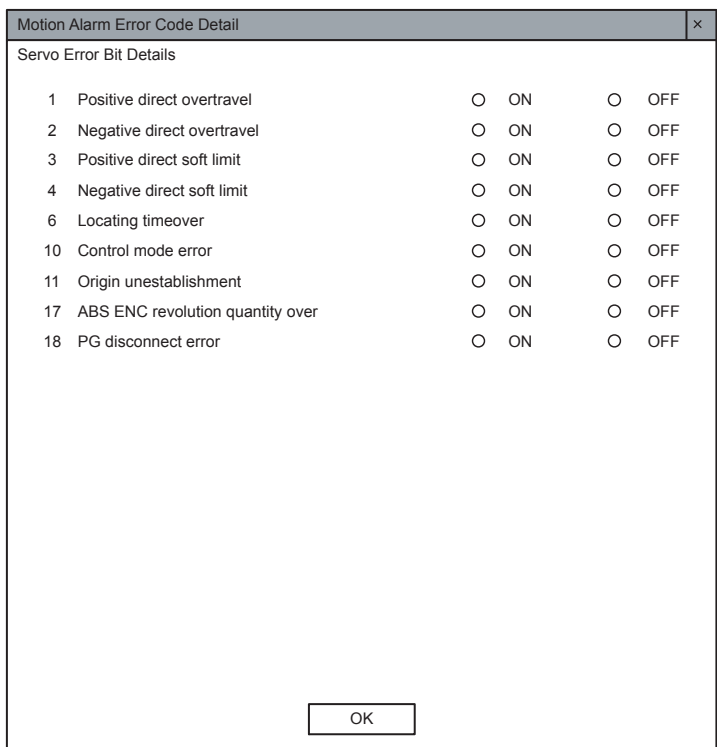 Motion Alarm Error Code Detail ×
Servo Error Bit Details
1 Positive direct overtravel ON OFF
2 Negative direct overtravel ON OFF
3 Positive direct soft limit ON OFF
4 Negative direct soft limit ON OFF
6 Locating timeover ON OFF
10 Control mode error ON OFF
11 Origin unestablishment ON OFF
17 ABS ENC revolution quantity over ON OFF
18 PG disconnect error ON OFF
OK